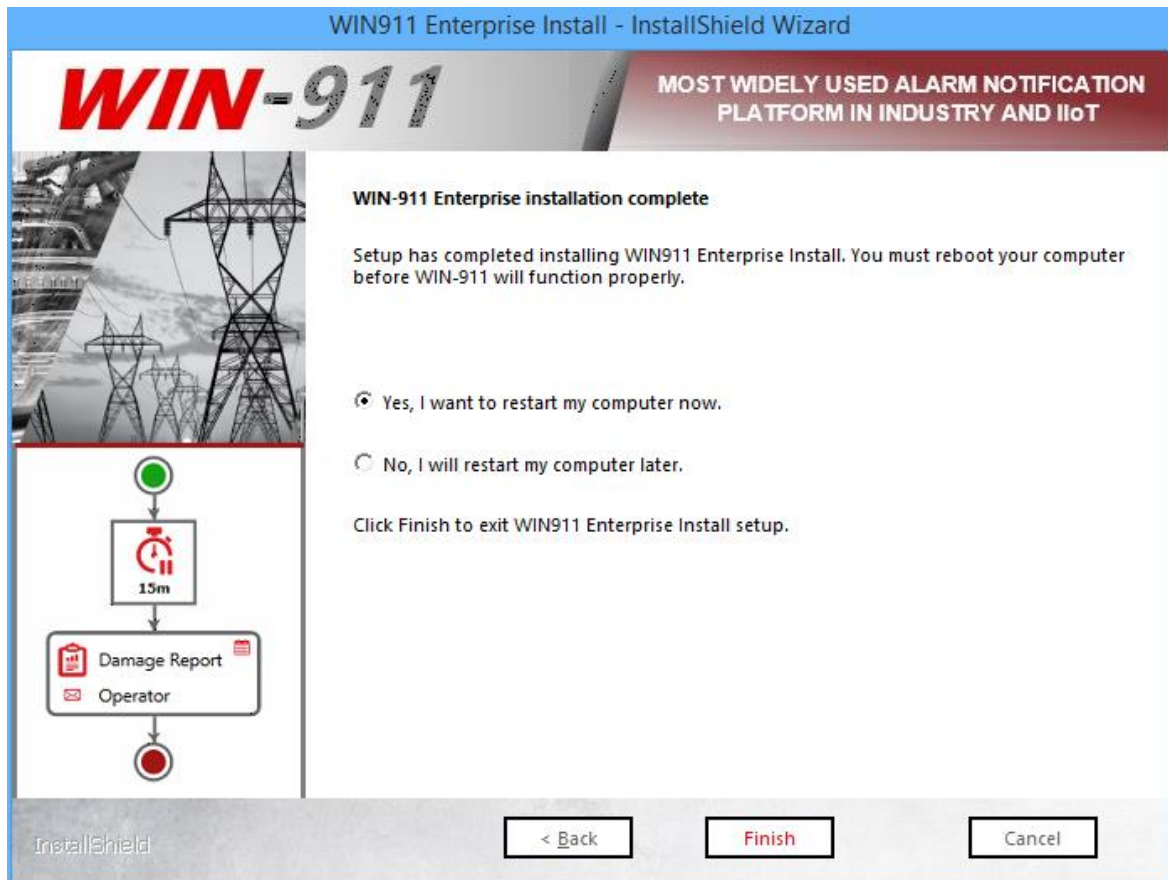 WIN911 Enterprise Install - InstallShield Wizard
WIN-911
MOST WIDELY USED ALARM NOTIFICATION
PLATFORM IN INDUSTRY AND IIoT
WIN-911 Enterprise installation complete
Setup has completed installing WIN911 Enterprise Install. You must reboot your computer
before WIN-911 will function properly.
Yes, I want to restart my computer now.
No, I will restart my computer later.
Click Finish to exit WIN911 Enterprise Install setup.
15m
Damage Report
Operator
InstallShield
< Back
Finish
Cancel